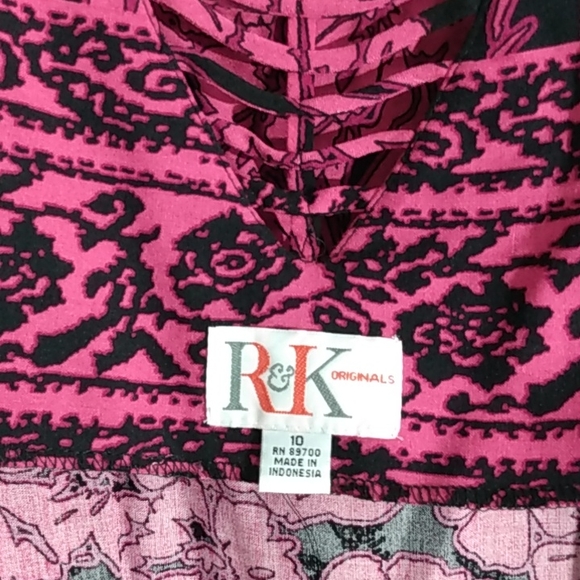 R&K ORIGINALS
10
RN 89700
MADE IN
INDONESIA